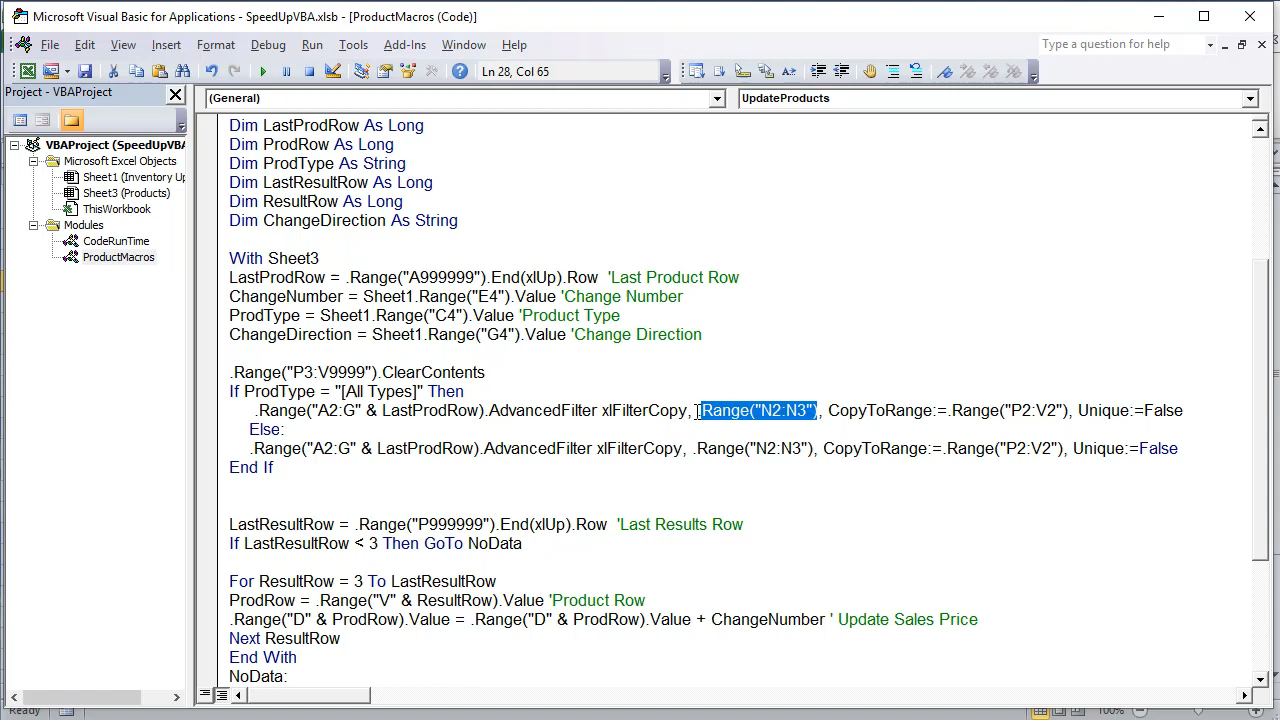 Microsoft Visual Basic for Applications - SpeedUpVBA.xlsb - [ProductMacros (Code)]
File Edit View Insert Format Debug Run Tools Add-Ins Window Help
Type a question for help
Ln 28, Col 65
Project - VBAProject
(General)
UpdateProducts
VBAProject (SpeedUpVBA
Microsoft Excel Objects
Sheet1 (Inventory Up
Sheet3 (Products)
ThisWorkbook
Modules
CodeRunTime
ProductMacros
Dim LastProdRow As Long
Dim ProdRow As Long
Dim ProdType As String
Dim LastResultRow As Long
Dim ResultRow As Long
Dim ChangeDirection As String
With Sheet3
LastProdRow = .Range("A999999").End(xlUp).Row 'Last Product Row
ChangeNumber = Sheet1.Range("E4").Value 'Change Number
ProdType = Sheet1.Range("C4").Value 'Product Type
ChangeDirection = Sheet1.Range("G4").Value 'Change Direction
.Range("P3:V9999").ClearContents
If ProdType = "[All Types]" Then
.Range("A2:G" & LastProdRow).AdvancedFilter xlFilterCopy, .Range("N2:N3"), CopyToRange:=.Range("P2:V2"), Unique:=False
Else:
.Range("A2:G" & LastProdRow).AdvancedFilter xlFilterCopy, .Range("N2:N3"), CopyToRange:=.Range("P2:V2"), Unique:=False
End If
LastResultRow = .Range("P999999").End(xlUp).Row 'Last Results Row
If LastResultRow < 3 Then GoTo NoData
For ResultRow = 3 To LastResultRow
ProdRow = .Range("V" & ResultRow).Value 'Product Row
.Range("D" & ProdRow).Value = .Range("D" & ProdRow).Value + ChangeNumber ' Update Sales Price
Next ResultRow
End With
NoData:
Ready
100%